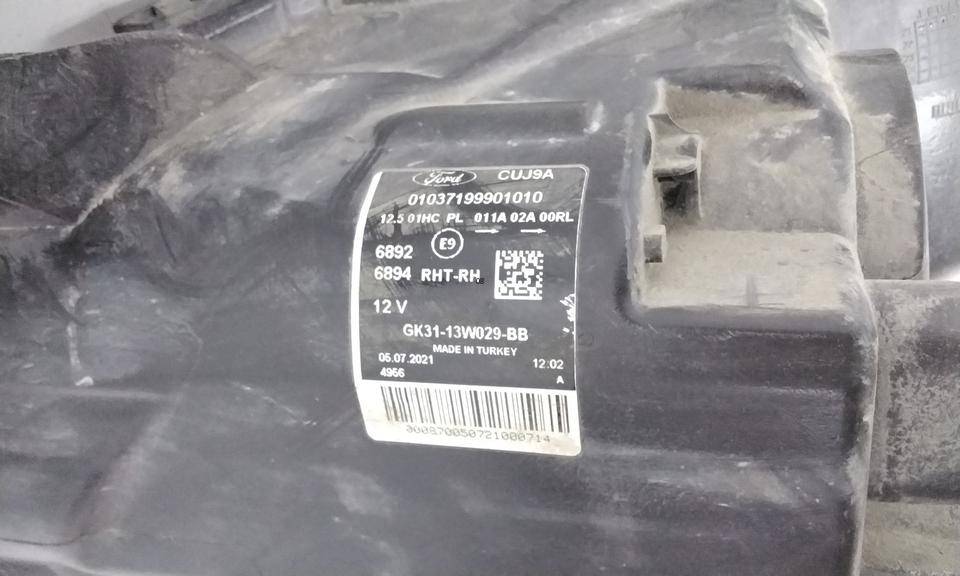 Ford CUJ9A
01037199901010
12.5 01HC PL 011A 02A 00RL
6892 E9
6894 RHT-RH
12 V
GK31-13W029-BB
MADE IN TURKEY
05.07.2021 12:02
4956 A
000870050721080714